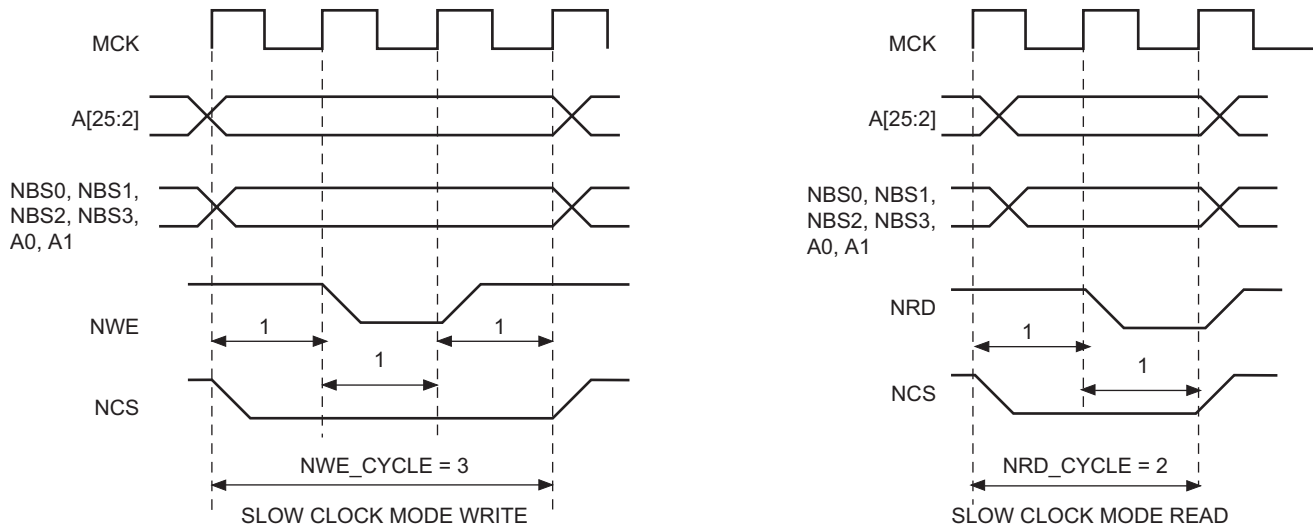 MCK
A[25:2]
NBS0, NBS1,
NBS2, NBS3,
A0, A1
NWE
1
1
1
NCS
NWE_CYCLE = 3
SLOW CLOCK MODE WRITE
MCK
A[25:2]
NBS0, NBS1,
NBS2, NBS3,
A0, A1
NRD
1
1
NCS
NRD_CYCLE = 2
SLOW CLOCK MODE READ